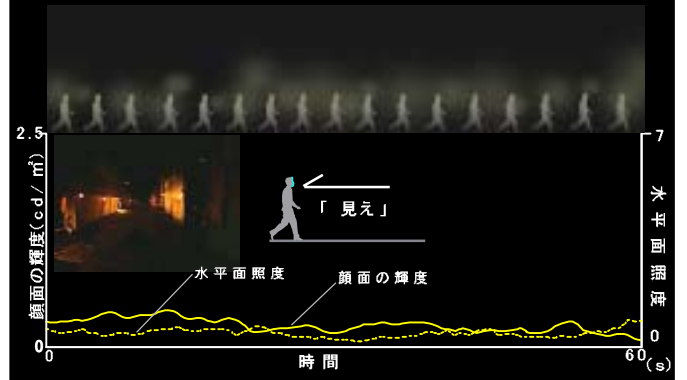 2.5
7
顔面の輝度(cd/㎡)
「 見え 」
水平面照度
水平面照度
顔面の輝度
0
0
0
60
(s)
時間